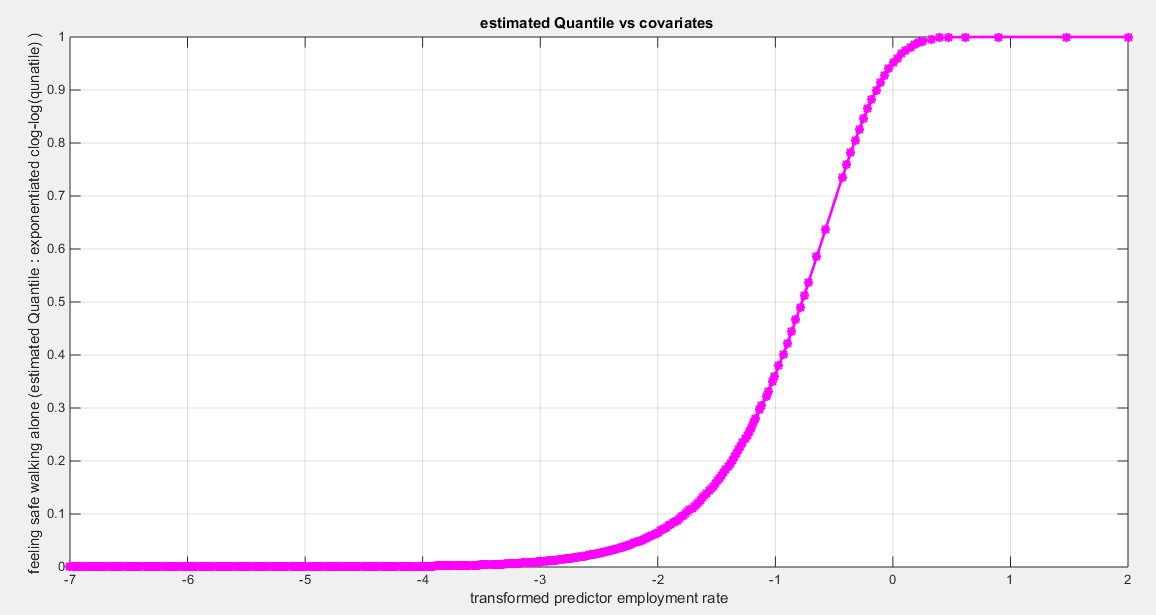 estimated Quantile vs covariates
feeling safe walking alone (estimated Quantile : exponentiated clog-log(qunatile) )
1
0.9
0.8
0.7
0.6
0.5
0.4
0.3
0.2
0.1
0
-7 -6 -5 -4 -3 -2 -1 0 1 2
transformed predictor employment rate